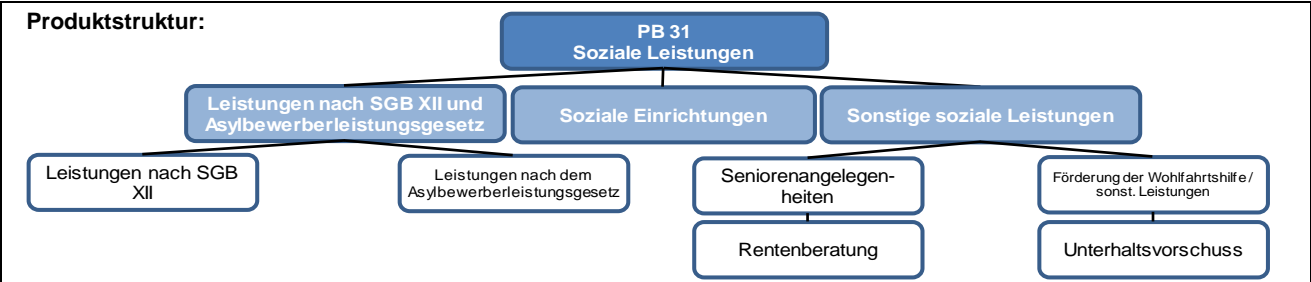 Produktstruktur:
PB 31
Soziale Leistungen
Leistungen nach SGB XII und
Asylbewerberleistungsgesetz
Soziale Einrichtungen
Sonstige soziale Leistungen
Leistungen nach SGB
XII
Leistungen nach dem
Asylbewerberleistungsgesetz
Seniorenangelegen-
heiten
Förderung der Wohlfahrtshilfe /
sonst. Leistungen
Rentenberatung
Unterhaltsvorschuss